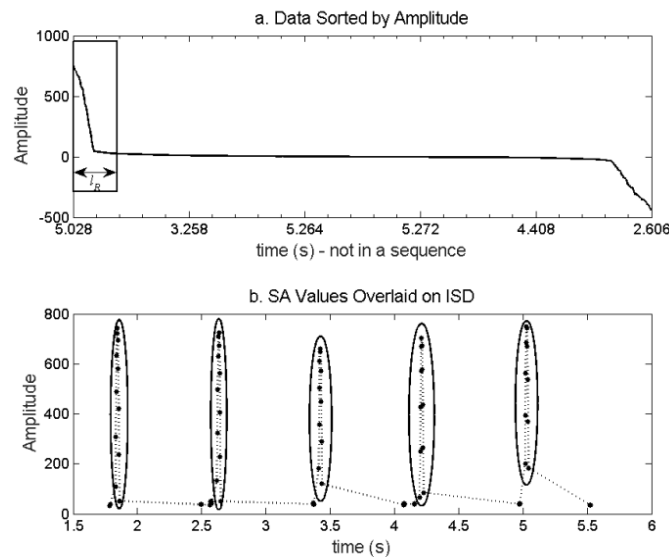 a. Data Sorted by Amplitude
1000
500
0
-500
Amplitude
l_R
5.028 3.258 5.264 5.272 4.408 2.606
time (s) - not in a sequence
b. SA Values Overlaid on ISD
800
600
400
200
0
Amplitude
1.5 2 2.5 3 3.5 4 4.5 5 5.5 6
time (s)